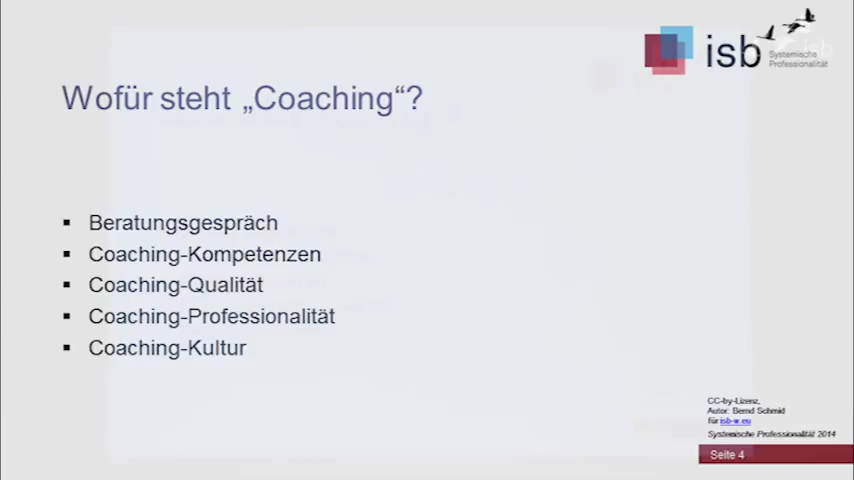 isb
Systemische
Professionalität
isb
Wofür steht „Coaching“?
Beratungsgespräch
Coaching-Kompetenzen
Coaching-Qualität
Coaching-Professionalität
Coaching-Kultur
CC-by-Lizenz,
Autor: Bernd Schmid
für isb-w.eu
Systemische Professionalität 2014
Seite 4